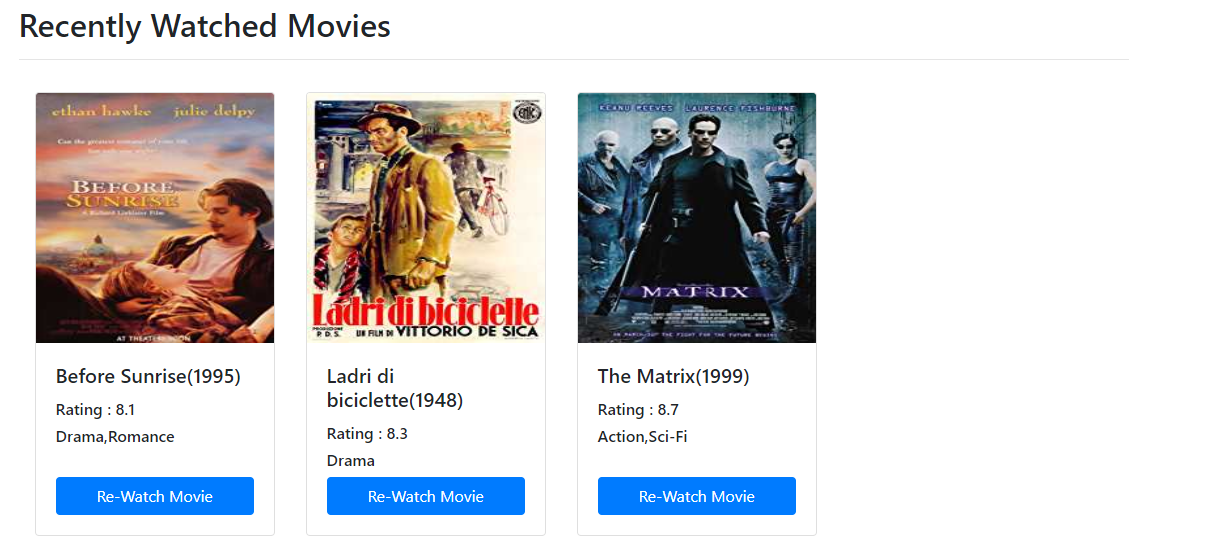 Recently Watched Movies
ethan hawke julie delpy
Can the greatest romance of your life
last only one night?
BEFORE
SUNRISE
A Richard Linklater Film
AT THEATERS SOON
Before Sunrise(1995)
Rating : 8.1
Drama,Romance
Re-Watch Movie
ENIC
Ladri di biciclette
PRODUZIONE
P.D.S.
UN FILM DI VITTORIO DE SICA
Ladri di
biciclette(1948)
Rating : 8.3
Drama
Re-Watch Movie
KEANU REEVES LAURENCE FISHBURNE
MATRIX
The Matrix(1999)
Rating : 8.7
Action,Sci-Fi
Re-Watch Movie